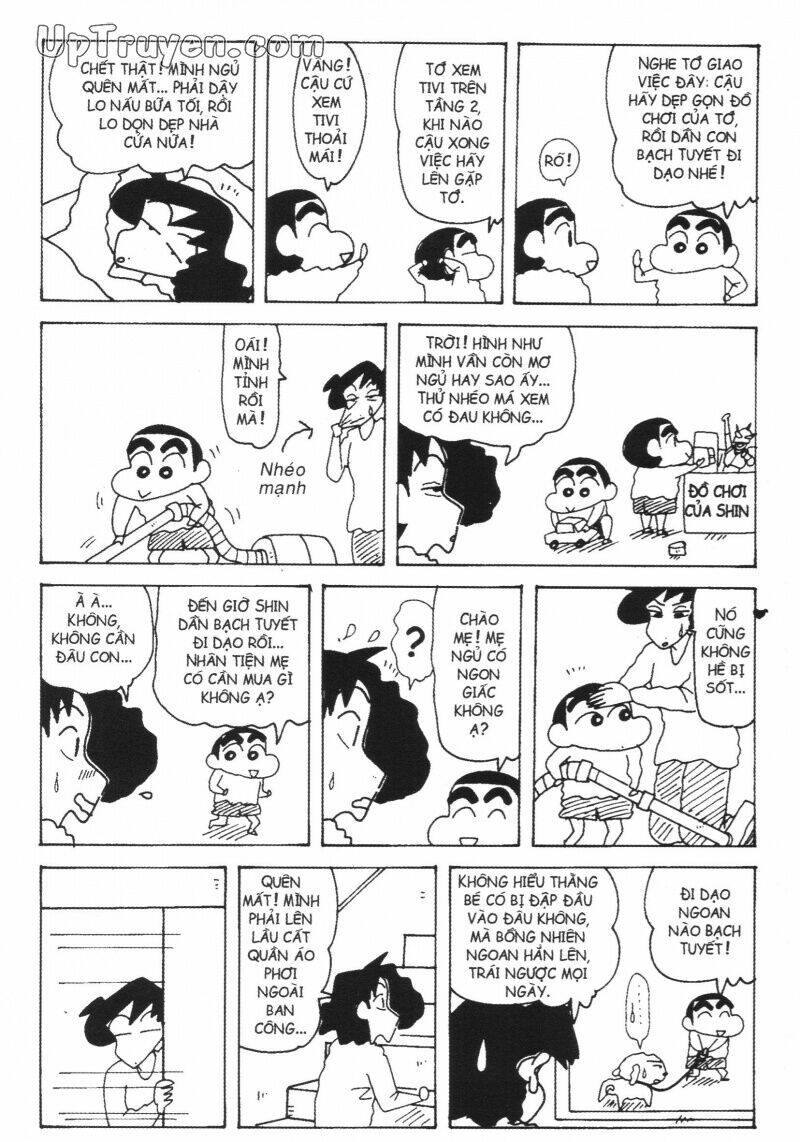 UpTruyen.com
NGHE TỚ GIAO
VIỆC ĐÂY: CẬU
HÃY DẸP GỌN ĐỒ
CHƠI CỦA TỚ,
RỒI DẪN CON
BẠCH TUYẾT ĐI
DẠO NHÉ!
RÕ!
TỚ XEM
TIVI TRÊN
TẦNG 2,
KHI NÀO
CẬU XONG
VIỆC HÃY
LÊN GẶP
TỚ.
VÂNG!
CẬU CỨ
XEM
TIVI
THOẢI
MÁI!
CHẾT THẬT! MÌNH NGỦ
QUÊN MẤT... PHẢI DẬY
LO NẤU BỮA TỐI, RỒI
LO DỌN DẸP NHÀ
CỬA NỮA!
TRỜI! HÌNH NHƯ
MÌNH VẪN CÒN MƠ
NGỦ HAY SAO ẤY...
THỬ NHÉO MÁ XEM
CÓ ĐAU KHÔNG...
ĐỒ CHƠI
CỦA SHIN
OÁI!
MÌNH
TỈNH
RỒI
MÀ!
Nhéo
mạnh
NÓ
CŨNG
KHÔNG
HỀ BỊ
SỐT...
CHÀO
MẸ! MẸ
NGỦ CÓ
NGON
GIẤC
KHÔNG
Ạ?
?
ĐẾN GIỜ SHIN
DẪN BẠCH TUYẾT
ĐI DẠO RỒI...
NHÂN TIỆN MẸ
CÓ CẦN MUA GÌ
KHÔNG Ạ?
À À...
KHÔNG,
KHÔNG CẦN
ĐÂU CON...
ĐI DẠO
NGOAN
NÀO BẠCH
TUYẾT!
KHÔNG HIỂU THẰNG
BÉ CÓ BỊ ĐẬP ĐẦU
VÀO ĐÂU KHÔNG,
MÀ BỖNG NHIÊN
NGOAN HẲN LÊN,
TRÁI NGƯỢC MỌI
NGÀY.
QUÊN
MẤT! MÌNH
PHẢI LÊN
LẦU CẤT
QUẦN ÁO
PHƠI
NGOÀI
BAN
CÔNG...